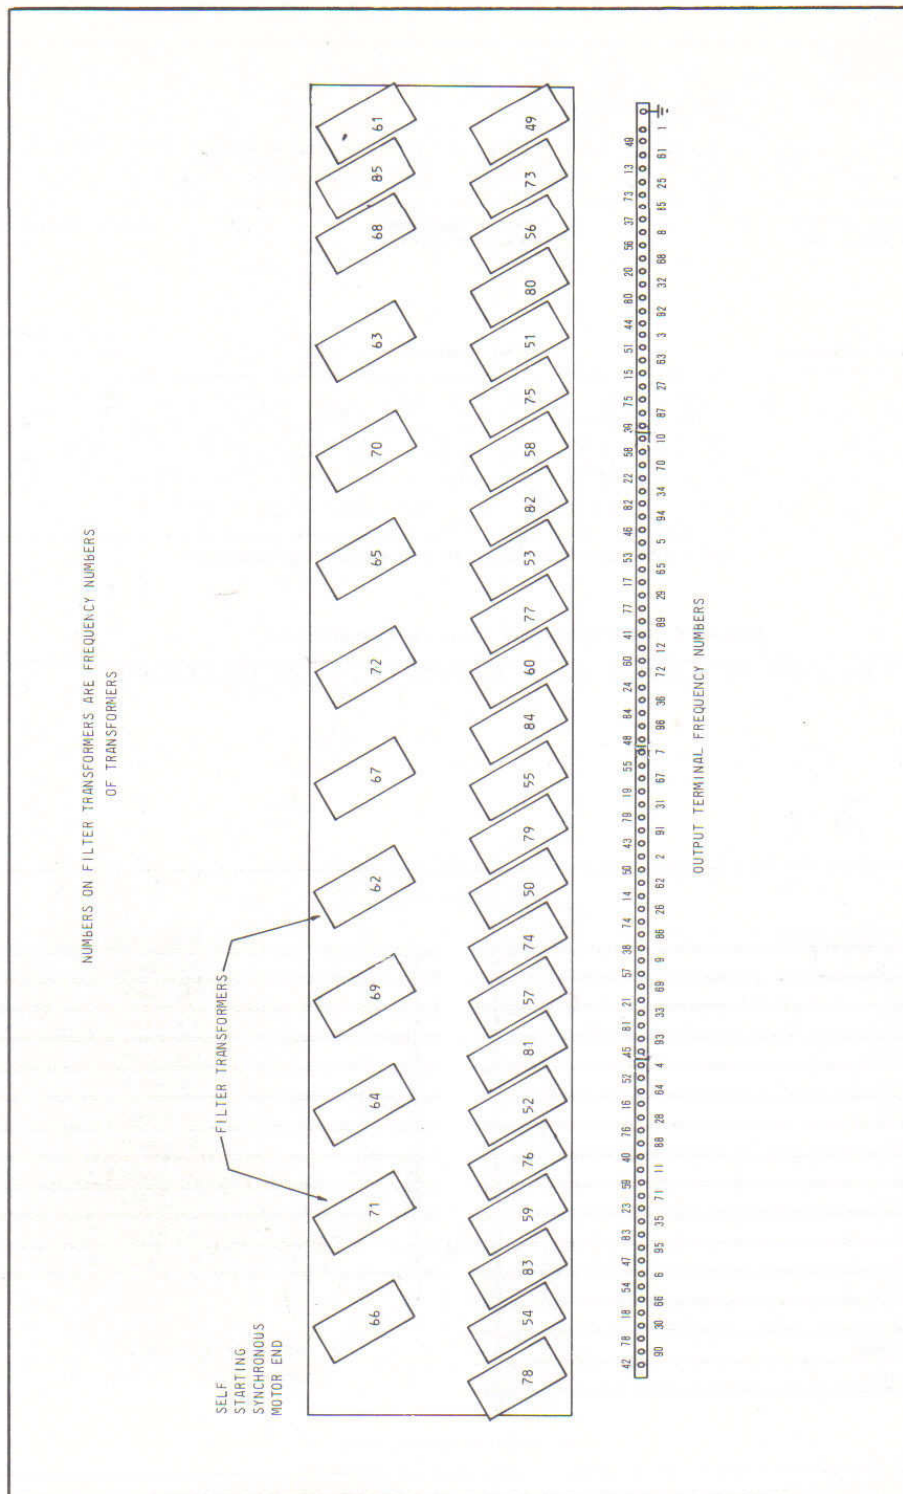 NUMBERS ON FILTER TRANSFORMERS ARE FREQUENCY NUMBERS
OF TRANSFORMERS
SELF
STARTING
SYNCHRONOUS
MOTOR END
FILTER TRANSFORMERS
66 71 64 69 62 67 72 65 70 63 68 85 61
78 54 83 59 76 52 81 57 74 50 79 55 84 60 77 53 82 58 75 51 80 56 73 49
42 78 18 54 47 83 23 59 40 76 16 52 45 81 21 57 38 74 14 50 43 79 19 55 48 84 24 60 41 77 17 53 46 82 22 58 39 75 15 51 44 80 20 56 37 73 13 49
90 30 66 6 95 35 71 11 88 28 64 4 93 33 69 9 86 26 62 2 91 31 67 7 96 36 72 12 89 29 65 5 94 34 70 10 87 27 63 3 92 32 68 8 85 25 61 1
OUTPUT TERMINAL FREQUENCY NUMBERS